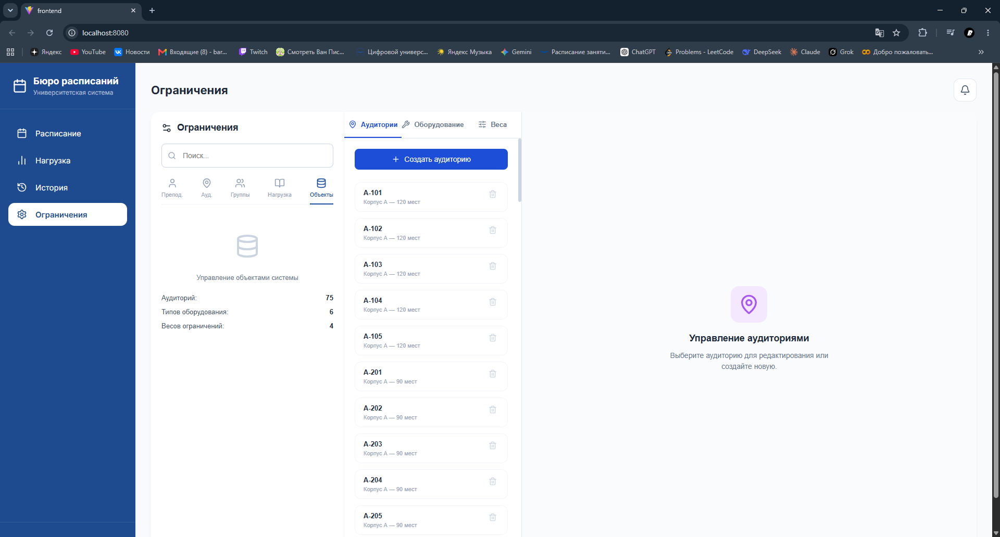 frontend
localhost:8080
Яндекс
YouTube
Новости
Входящие (8) - bar...
Twitch
Смотреть Ван Пис...
Цифровой универс...
Яндекс Музыка
Gemini
Расписание заняти...
ChatGPT
Problems - LeetCode
DeepSeek
Claude
Grok
Добро пожаловать...
Бюро расписаний
Университетская система
Расписание
Нагрузка
История
Ограничения
Ограничения
Ограничения
Поиск...
Препод.
Ауд.
Группы
Нагрузка
Объекты
Управление объектами системы
Аудиторий: 75
Типов оборудования: 6
Весов ограничений: 4
Аудитории
Оборудование
Веса
Создать аудиторию
А-101
Корпус А — 120 мест
А-102
Корпус А — 120 мест
А-103
Корпус А — 120 мест
А-104
Корпус А — 120 мест
А-105
Корпус А — 120 мест
А-201
Корпус А — 90 мест
А-202
Корпус А — 90 мест
А-203
Корпус А — 90 мест
А-204
Корпус А — 90 мест
А-205
Корпус А — 90 мест
Управление аудиториями
Выберите аудиторию для редактирования или
создайте новую.